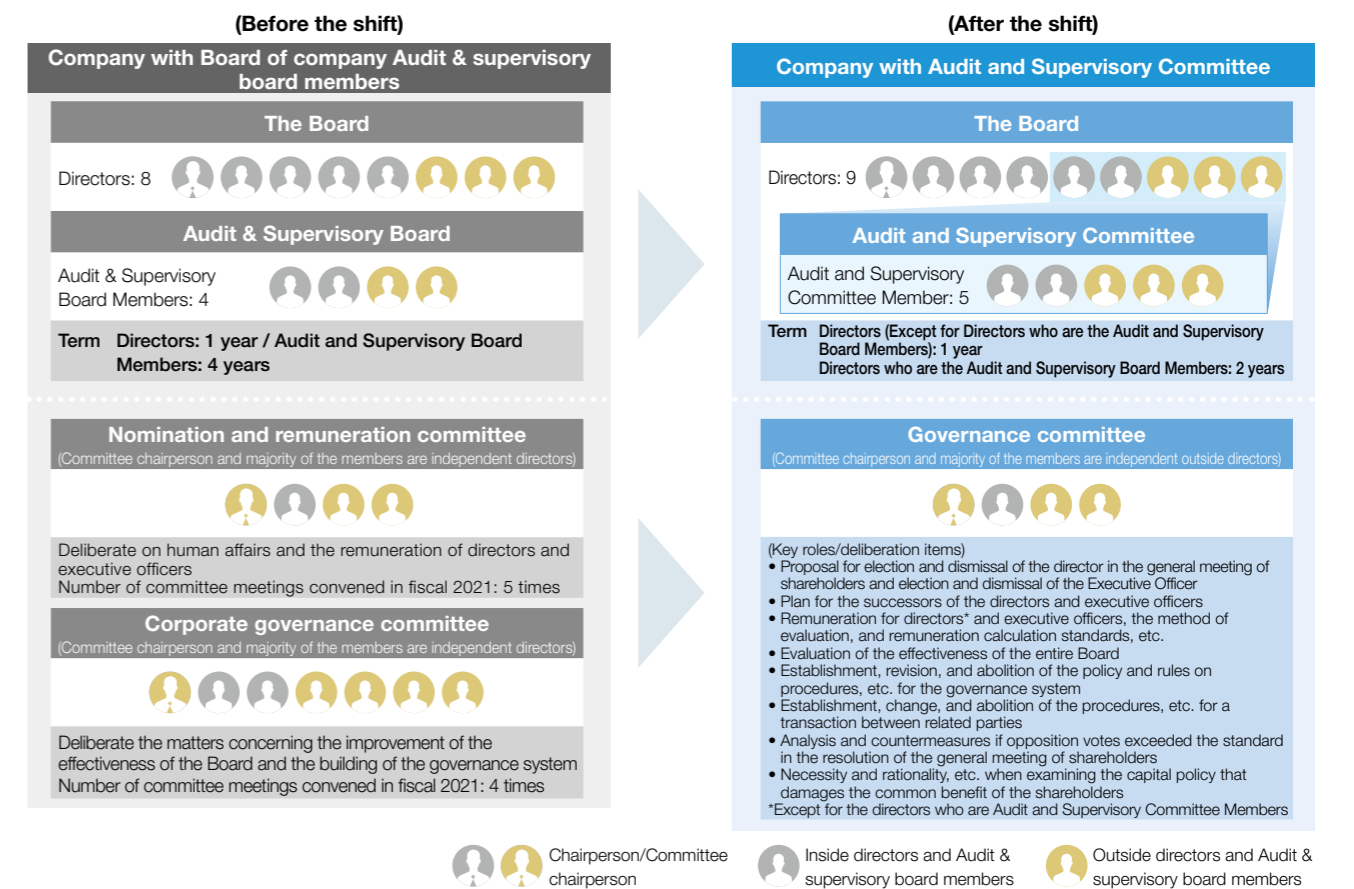 (Before the shift)
Company with Board of company Audit & supervisory
board members
The Board
Directors: 8
Audit & Supervisory Board
Audit & Supervisory
Board Members: 4
Term Directors: 1 year / Audit and Supervisory Board
Members: 4 years
Nomination and remuneration committee
(Committee chairperson and majority of the members are independent directors)
Deliberate on human affairs and the remuneration of directors and
executive officers
Number of committee meetings convened in fiscal 2021: 5 times
Corporate governance committee
(Committee chairperson and majority of the members are independent directors)
Deliberate the matters concerning the improvement of the
effectiveness of the Board and the building of the governance system
Number of committee meetings convened in fiscal 2021: 4 times
(After the shift)
Company with Audit and Supervisory Committee
The Board
Directors: 9
Audit and Supervisory Committee
Audit and Supervisory
Committee Member: 5
Term Directors (Except for Directors who are the Audit and Supervisory
Board Members): 1 year
Directors who are the Audit and Supervisory Board Members: 2 years
Governance committee
(Committee chairperson and majority of the members are independent outside directors)
(Key roles/deliberation items)
• Proposal for election and dismissal of the director in the general meeting of
shareholders and election and dismissal of the Executive Officer
• Plan for the successors of the directors and executive officers
• Remuneration for directors* and executive officers, the method of
evaluation, and remuneration calculation standards, etc.
• Evaluation of the effectiveness of the entire Board
• Establishment, revision, and abolition of the policy and rules on
procedures, etc. for the governance system
• Establishment, change, and abolition of the procedures, etc. for a
transaction between related parties
• Analysis and countermeasures if opposition votes exceeded the standard
in the resolution of the general meeting of shareholders
• Necessity and rationality, etc. when examining the capital policy that
damages the common benefit of the shareholders
*Except for the directors who are Audit and Supervisory Committee Members
Chairperson/Committee
chairperson
Inside directors and Audit &
supervisory board members
Outside directors and Audit &
supervisory board members